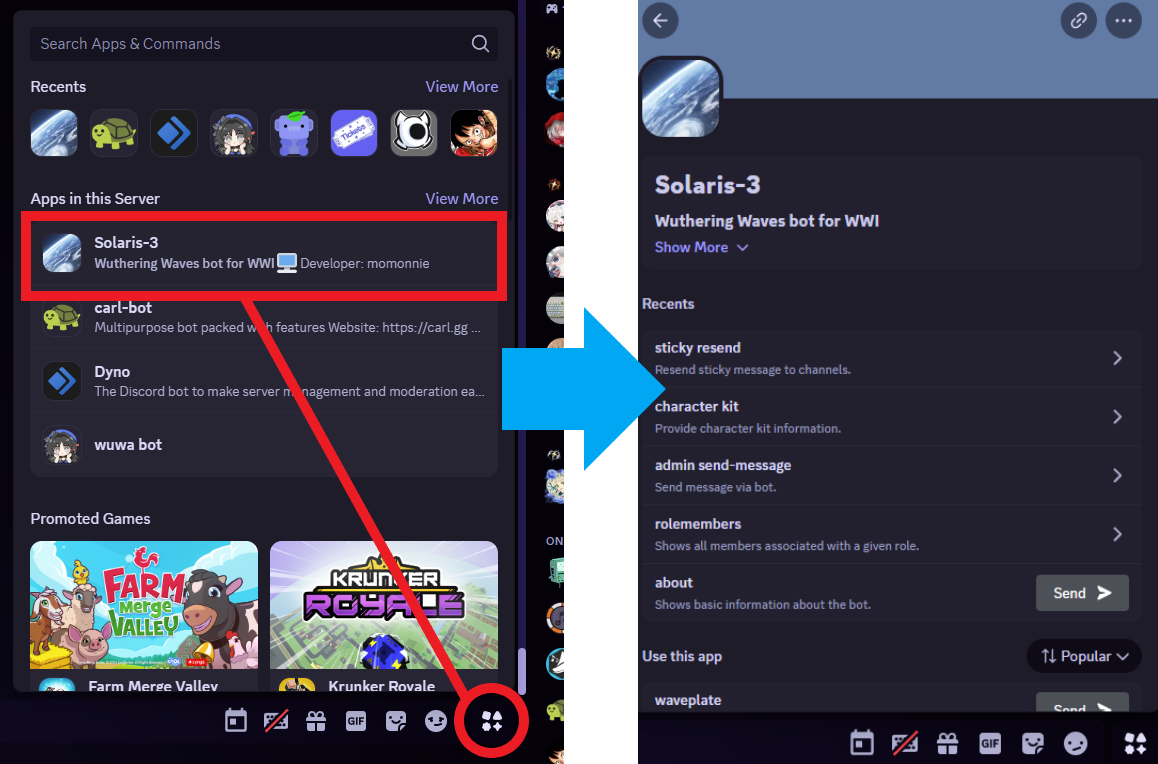 Search Apps & Commands
Recents
View More
Tickets
Apps in this Server
View More
Solaris-3
Wuthering Waves bot for WWI🖥️Developer: momonnie
carl-bot
Multipurpose bot packed with features Website: https://carl.gg ...
Dyno
The Discord bot to make server management and moderation ea...
wuwa bot
Promoted Games
FARM
Merge
VALLEY
KRUNKER
ROYALE
Farm Merge Valley
Krunker Royale
GIF
ON
Solaris-3
Wuthering Waves bot for WWI
Show More
Recents
sticky resend
Resend sticky message to channels.
character kit
Provide character kit information.
admin send-message
Send message via bot.
rolemembers
Shows all members associated with a given role.
about
Shows basic information about the bot.
Send
Use this app
Popular
waveplate
Send
GIF